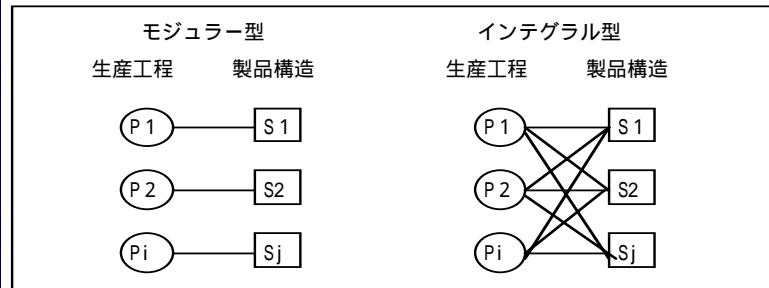 モジュラー型 インテグラル型
生産工程 製品構造 生産工程 製品構造
P1 S1 P1 S1
P2 S2 P2 S2
Pi Sj Pi Sj